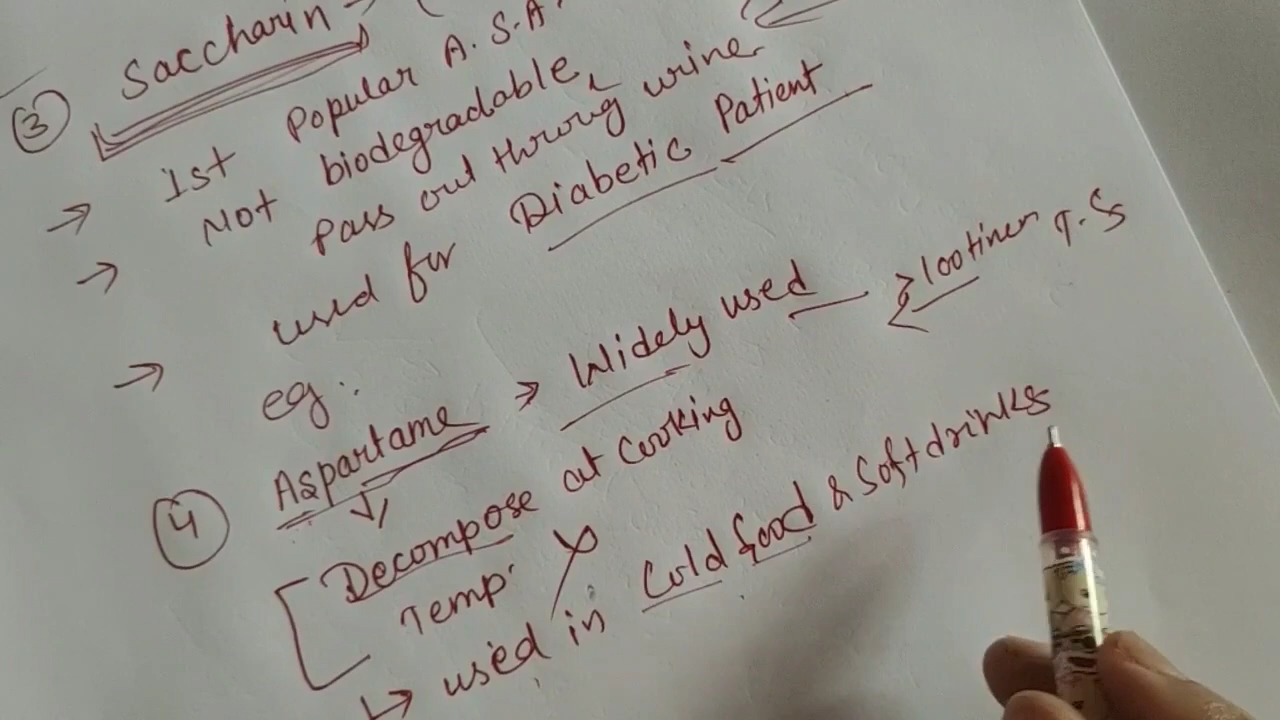 ③ Saccharin →
→ 1st Popular A.S.A
→ Not biodegradable,
pass out throug urine
→ used for Diabetic Patient
eg:
④ Aspartame → Widely used → 100 times
Decompose at Cooking
Temp.
↳ used in Cold food & Soft drinks